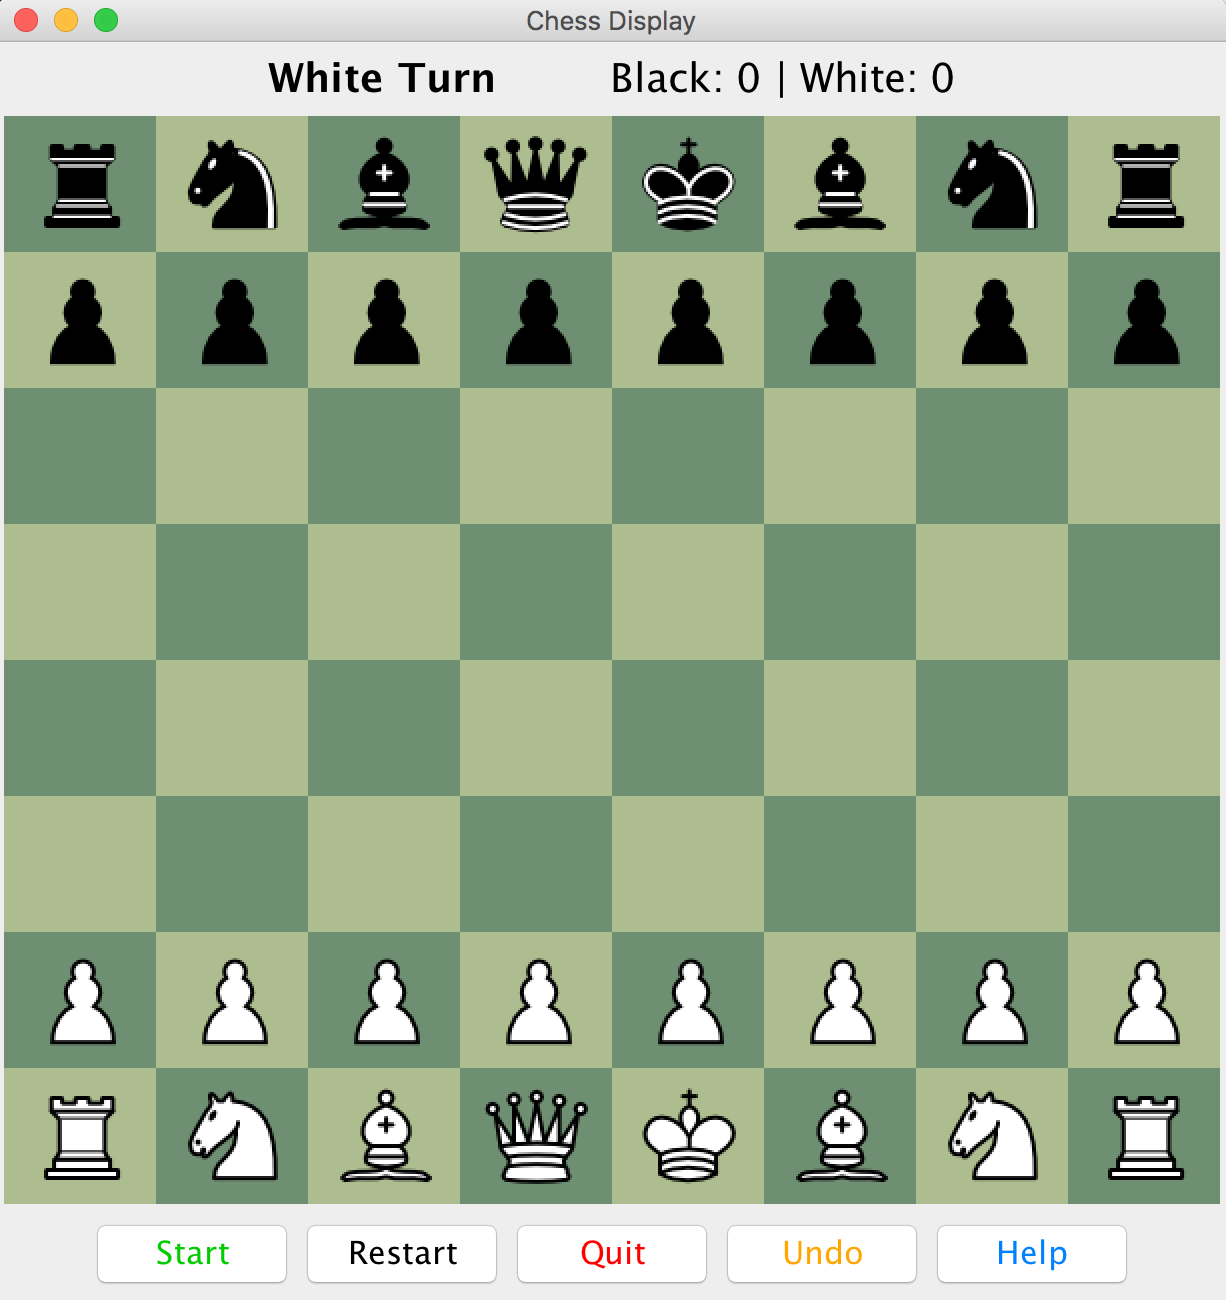 Chess Display
White Turn Black: 0 | White: 0
Start Restart Quit Undo Help